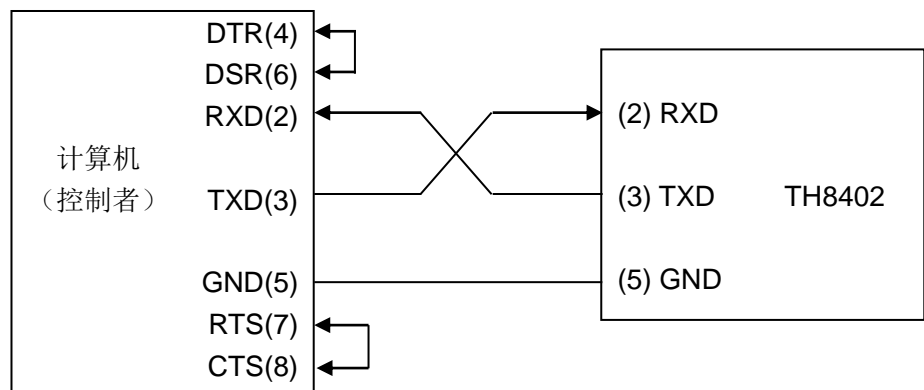 DTR(4)
DSR(6)
RXD(2)
计算机
（控制者）
TXD(3)
GND(5)
RTS(7)
CTS(8)
(2) RXD
(3) TXD
TH8402
(5) GND